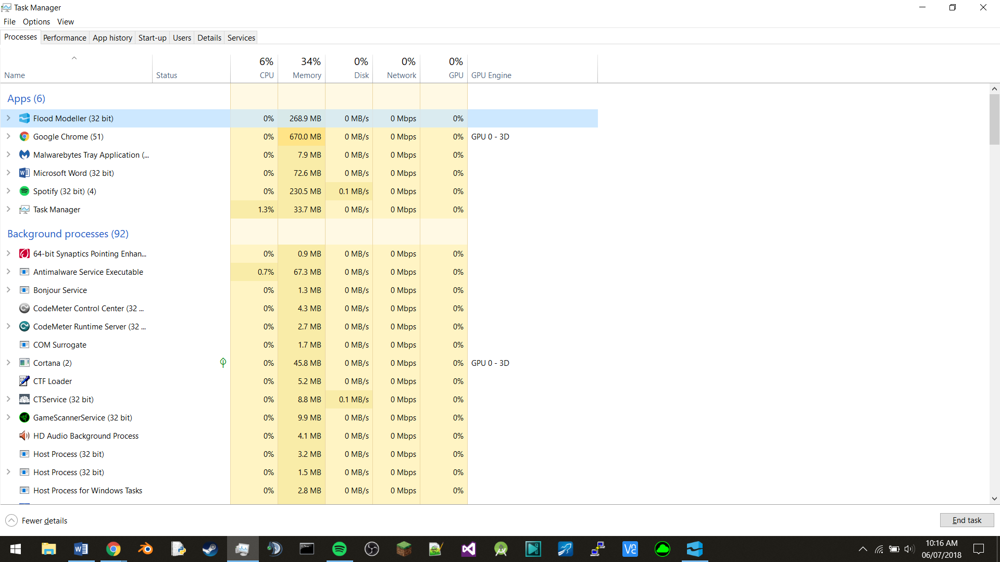 Task Manager
File Options View
Processes Performance App history Start-up Users Details Services
6% 34% 0% 0% 0%
Name Status CPU Memory Disk Network GPU GPU Engine
Apps (6)
Flood Modeller (32 bit) 0% 268.9 MB 0 MB/s 0 Mbps 0%
Google Chrome (51) 0% 670.0 MB 0 MB/s 0 Mbps 0% GPU 0 - 3D
Malwarebytes Tray Application (... 0% 7.9 MB 0 MB/s 0 Mbps 0%
Microsoft Word (32 bit) 0% 72.6 MB 0 MB/s 0 Mbps 0%
Spotify (32 bit) (4) 0% 230.5 MB 0.1 MB/s 0 Mbps 0%
Task Manager 1.3% 33.7 MB 0 MB/s 0 Mbps 0%
Background processes (92)
64-bit Synaptics Pointing Enhan... 0% 0.9 MB 0 MB/s 0 Mbps 0%
Antimalware Service Executable 0.7% 67.3 MB 0 MB/s 0 Mbps 0%
Bonjour Service 0% 1.3 MB 0 MB/s 0 Mbps 0%
CodeMeter Control Center (32 ... 0% 4.3 MB 0 MB/s 0 Mbps 0%
CodeMeter Runtime Server (32 ... 0% 2.7 MB 0 MB/s 0 Mbps 0%
COM Surrogate 0% 1.7 MB 0 MB/s 0 Mbps 0%
Cortana (2) 0% 45.8 MB 0 MB/s 0 Mbps 0% GPU 0 - 3D
CTF Loader 0% 5.2 MB 0 MB/s 0 Mbps 0%
CTService (32 bit) 0% 8.8 MB 0.1 MB/s 0 Mbps 0%
GameScannerService (32 bit) 0% 9.9 MB 0 MB/s 0 Mbps 0%
HD Audio Background Process 0% 4.1 MB 0 MB/s 0 Mbps 0%
Host Process (32 bit) 0% 3.2 MB 0 MB/s 0 Mbps 0%
Host Process (32 bit) 0% 1.5 MB 0 MB/s 0 Mbps 0%
Host Process for Windows Tasks 0% 2.8 MB 0 MB/s 0 Mbps 0%
Fewer details End task
10:16 AM
06/07/2018